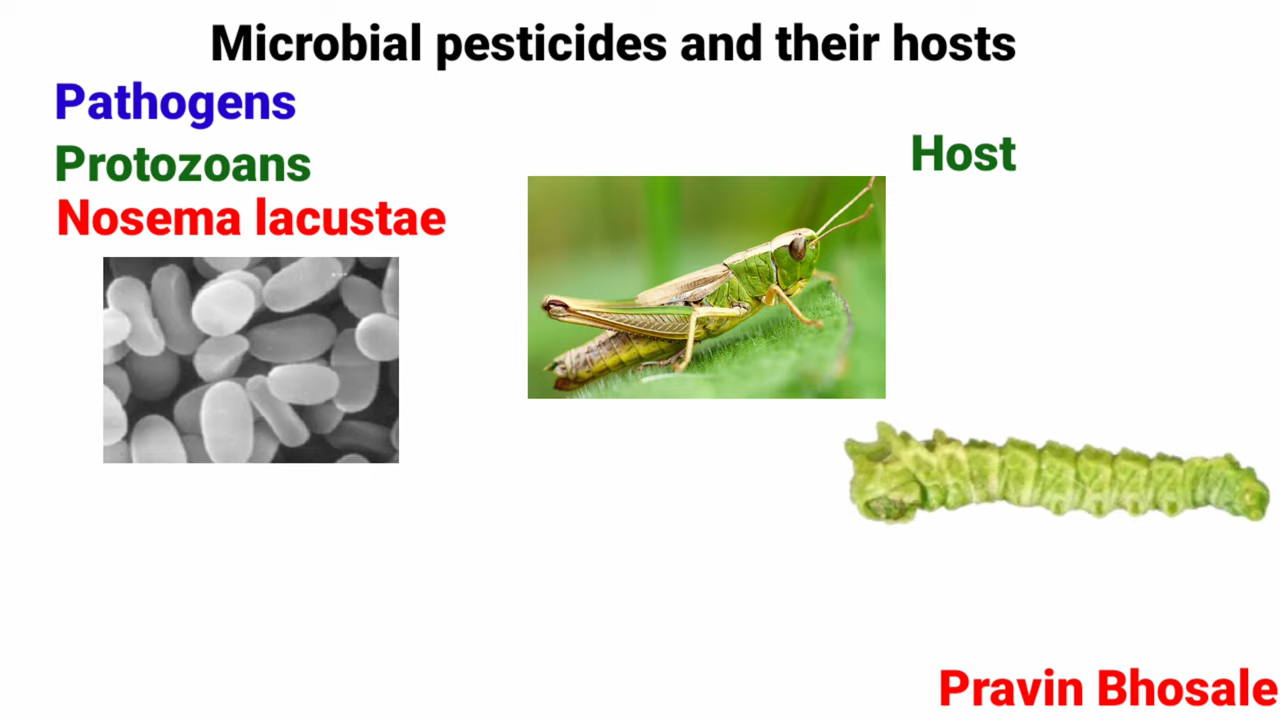 Microbial pesticides and their hosts
Pathogens
Protozoans
Host
Nosema lacustae
Pravin Bhosale